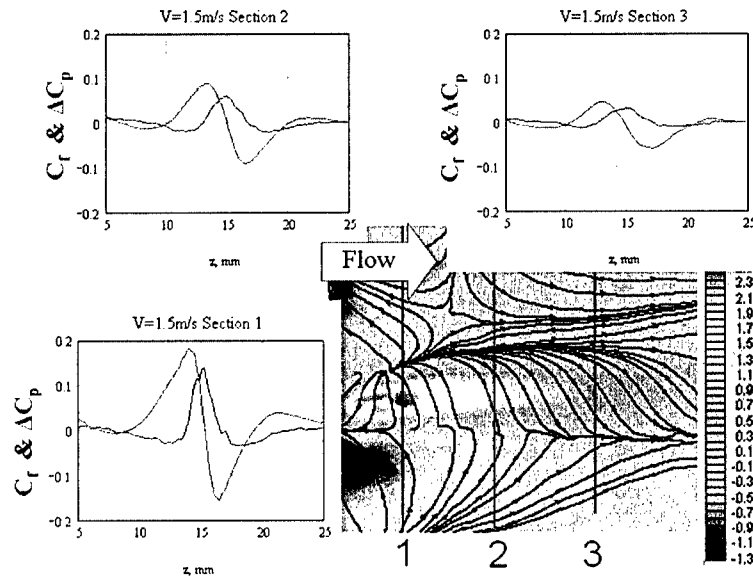 V=1.5m/s Section 2
C_f & ΔC_p
0.2
0.1
0
-0.1
-0.2
5 10 15 20 25
z, mm
V=1.5m/s Section 3
C_f & ΔC_p
0.2
0.1
0
-0.1
-0.2
5 10 15 20 25
z, mm
Flow
V=1.5m/s Section 1
C_f & ΔC_p
0.2
0.1
0
-0.1
-0.2
5 10 15 20 25
z, mm
2.3
2.1
1.9
1.7
1.5
1.3
1.1
0.9
0.7
0.5
0.3
0.1
-0.1
-0.3
-0.5
-0.7
-0.9
-1.1
-1.3
1 2 3